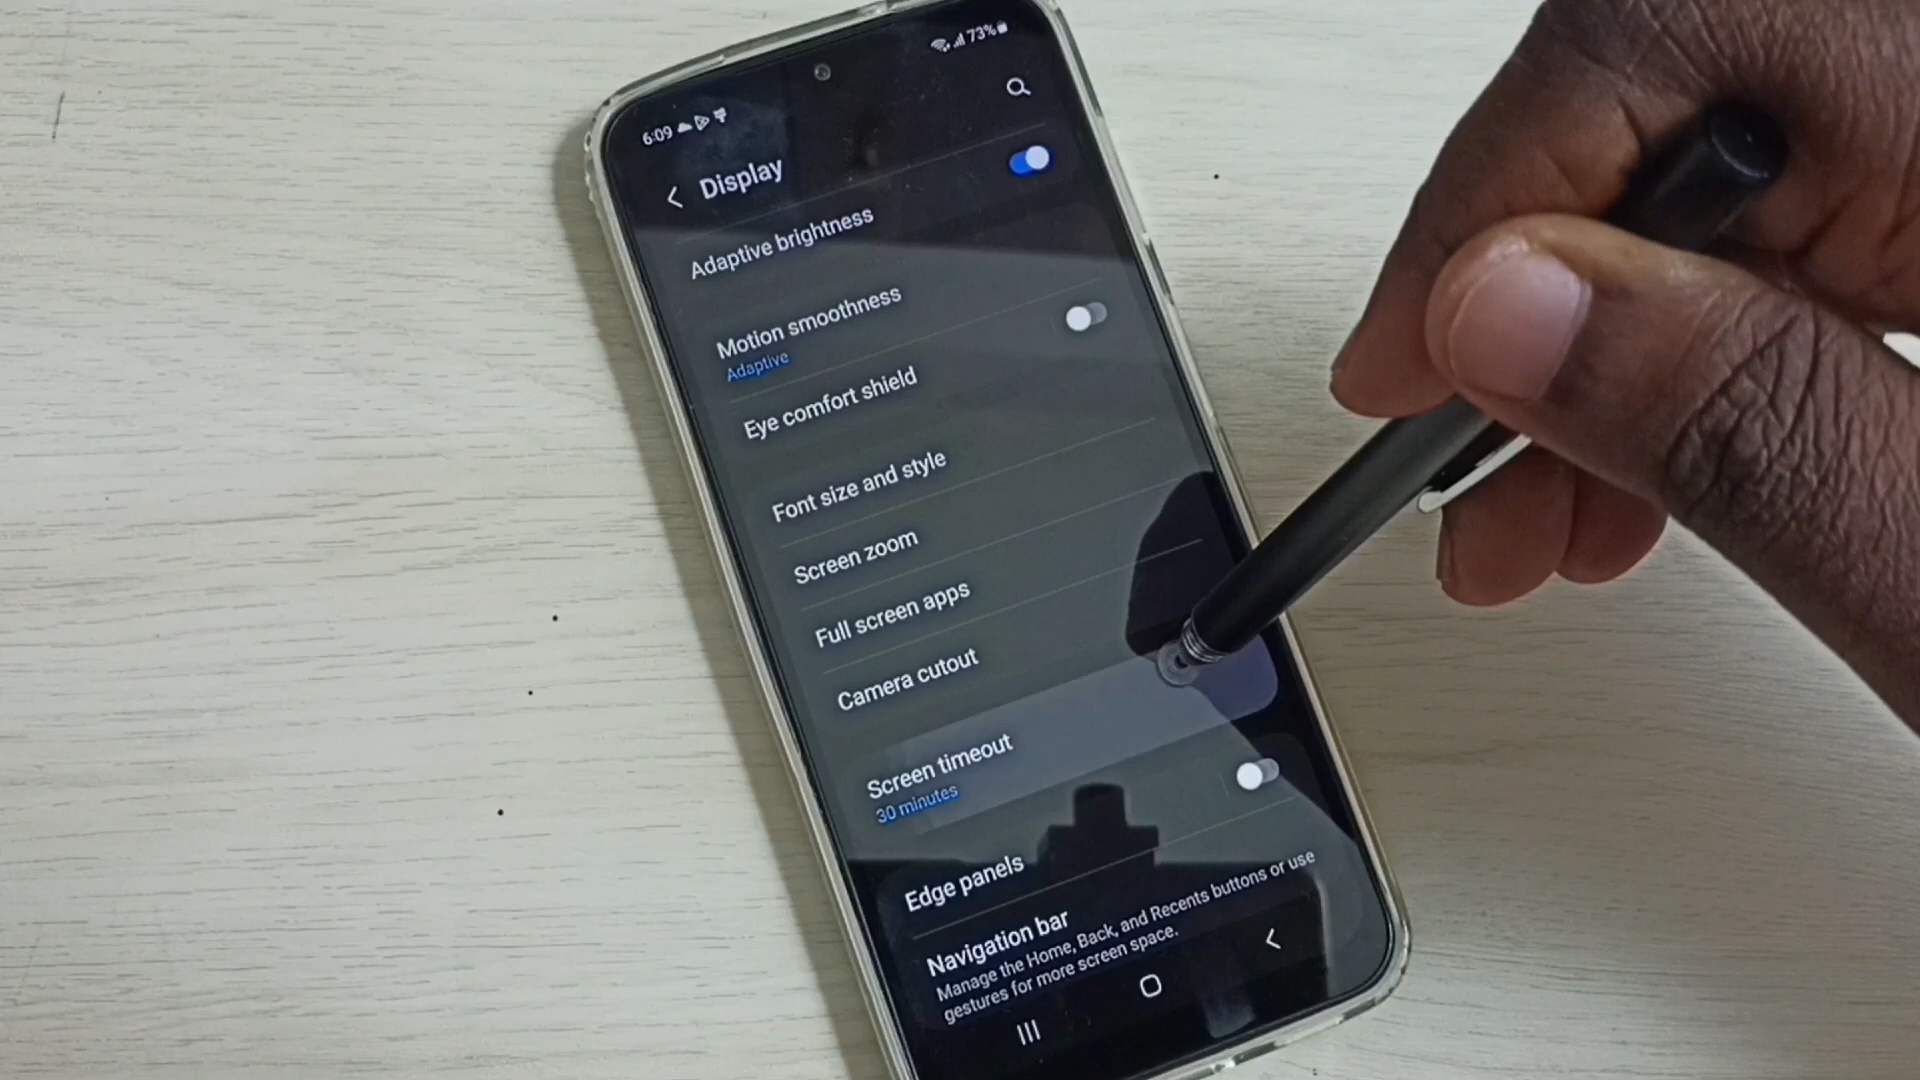 6:09
73%
Display
Adaptive brightness
Motion smoothness
Adaptive
Eye comfort shield
Font size and style
Screen zoom
Full screen apps
Camera cutout
Screen timeout
30 minutes
Edge panels
Navigation bar
Manage the Home, Back, and Recents buttons or use
gestures for more screen space.